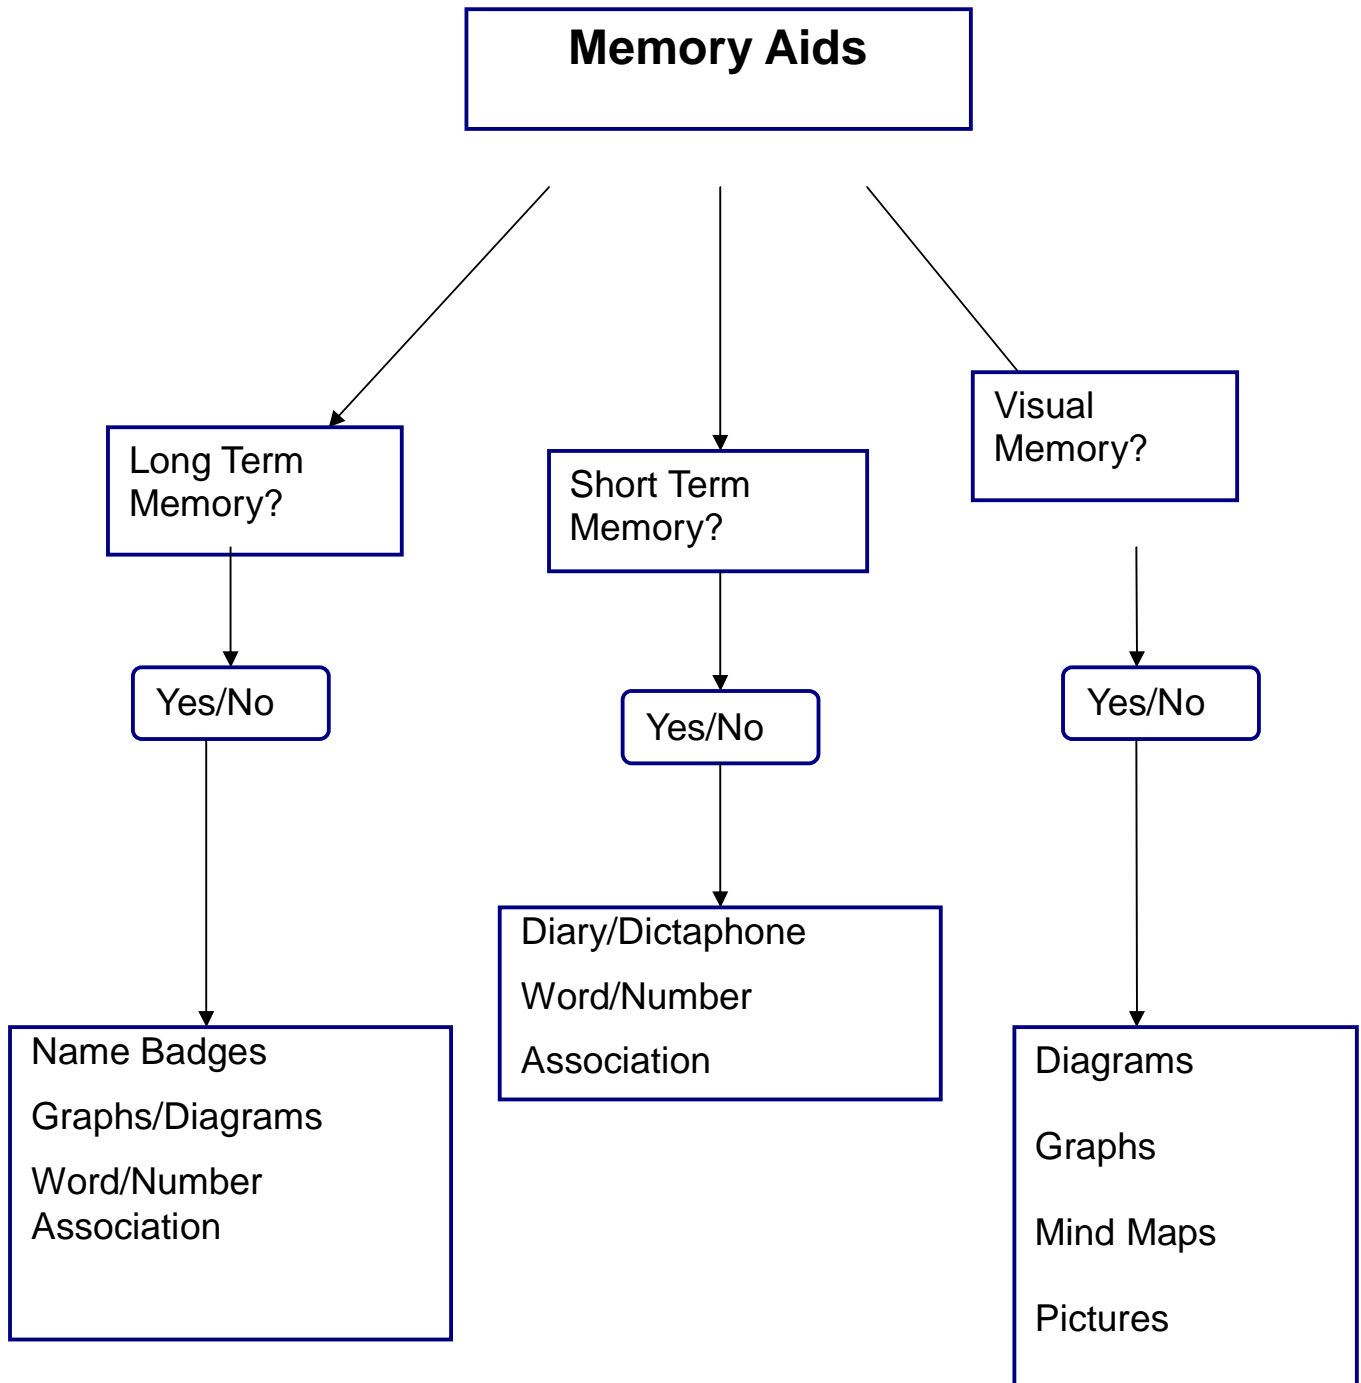 Memory Aids
Long Term
Memory?
Short Term
Memory?
Visual
Memory?
Yes/No
Yes/No
Yes/No
Name Badges
Graphs/Diagrams
Word/Number
Association
Diary/Dictaphone
Word/Number
Association
Diagrams
Graphs
Mind Maps
Pictures